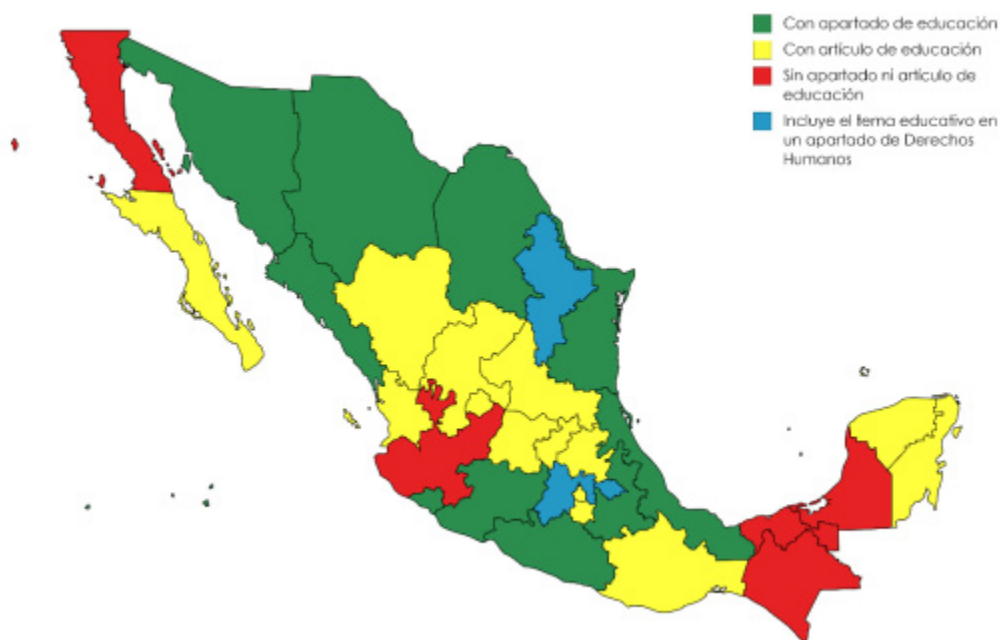 Con apartado de educación
Con artículo de educación
Sin apartado ni artículo de
educación
Incluye el tema educativo en
un apartado de Derechos
Humanos